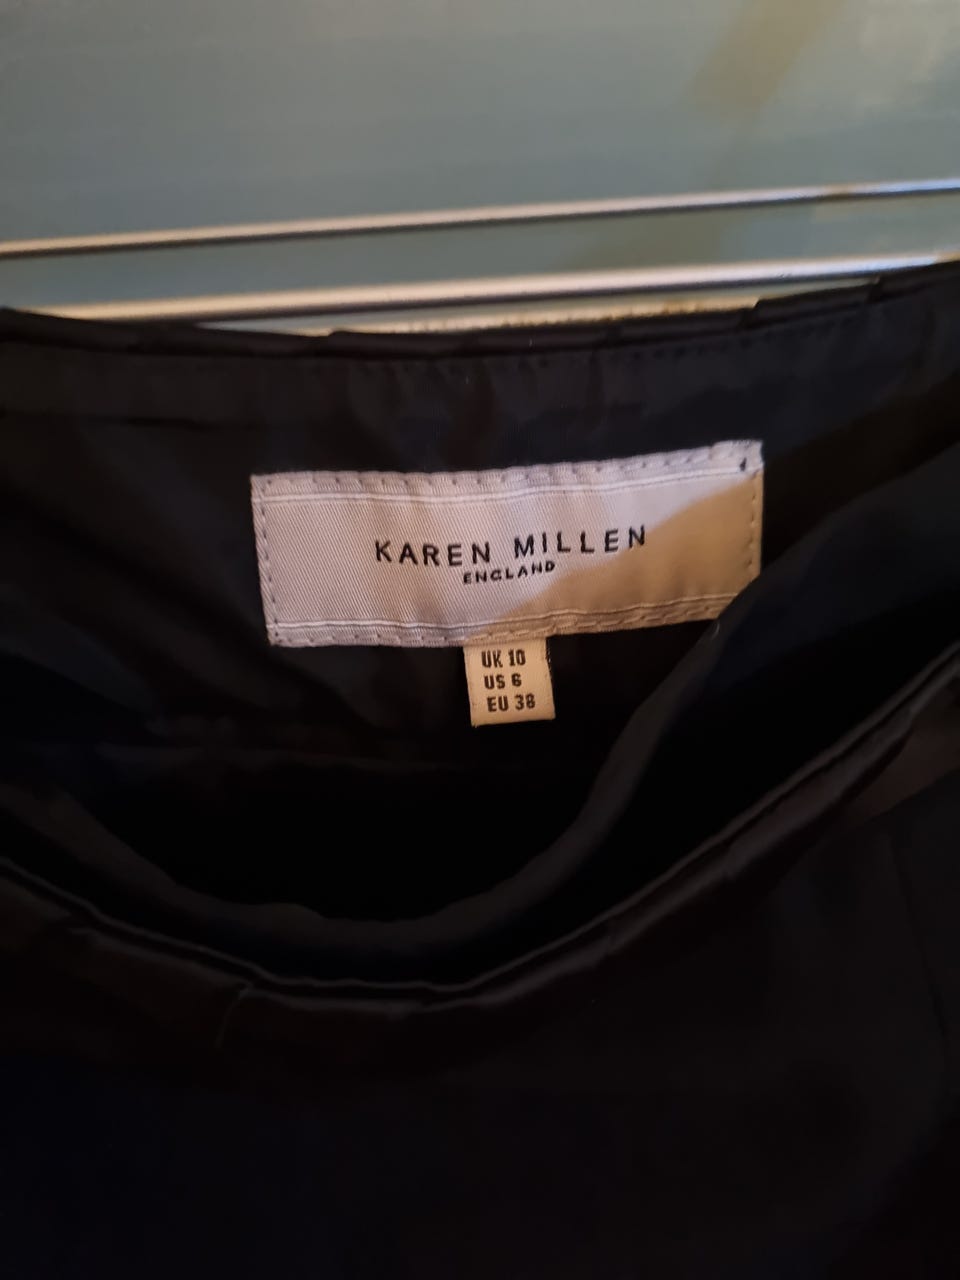 KAREN MILLEN
ENGLAND
UK 10
US 6
EU 38